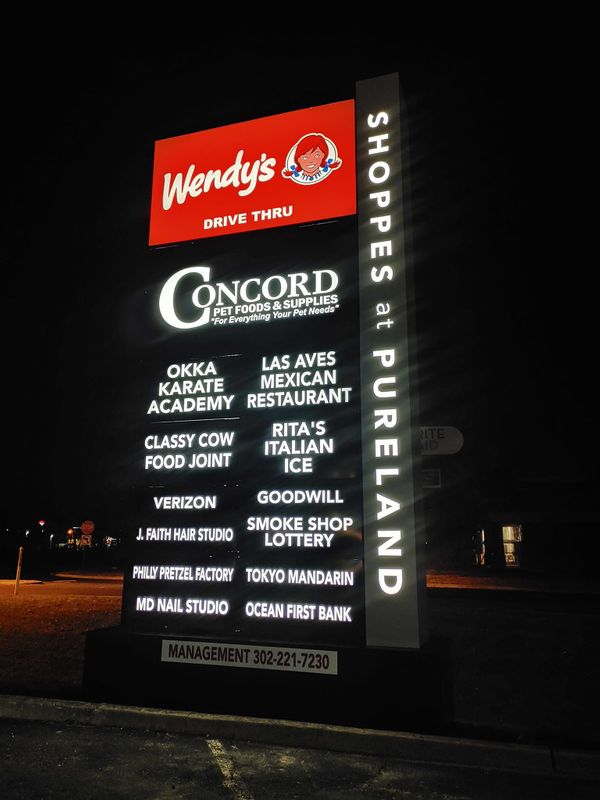 Wendy's
DRIVE THRU
CONCORD
PET FOODS & SUPPLIES
"For Everything Your Pet Needs"
OKKA
KARATE
ACADEMY
LAS AVES
MEXICAN
RESTAURANT
CLASSY COW
FOOD JOINT
RITA'S
ITALIAN
ICE
VERIZON
GOODWILL
J. FAITH HAIR STUDIO
SMOKE SHOP
LOTTERY
PHILLY PRETZEL FACTORY
TOKYO MANDARIN
MD NAIL STUDIO
OCEAN FIRST BANK
MANAGEMENT 302-221-7230
SHOPPES at PURELAND